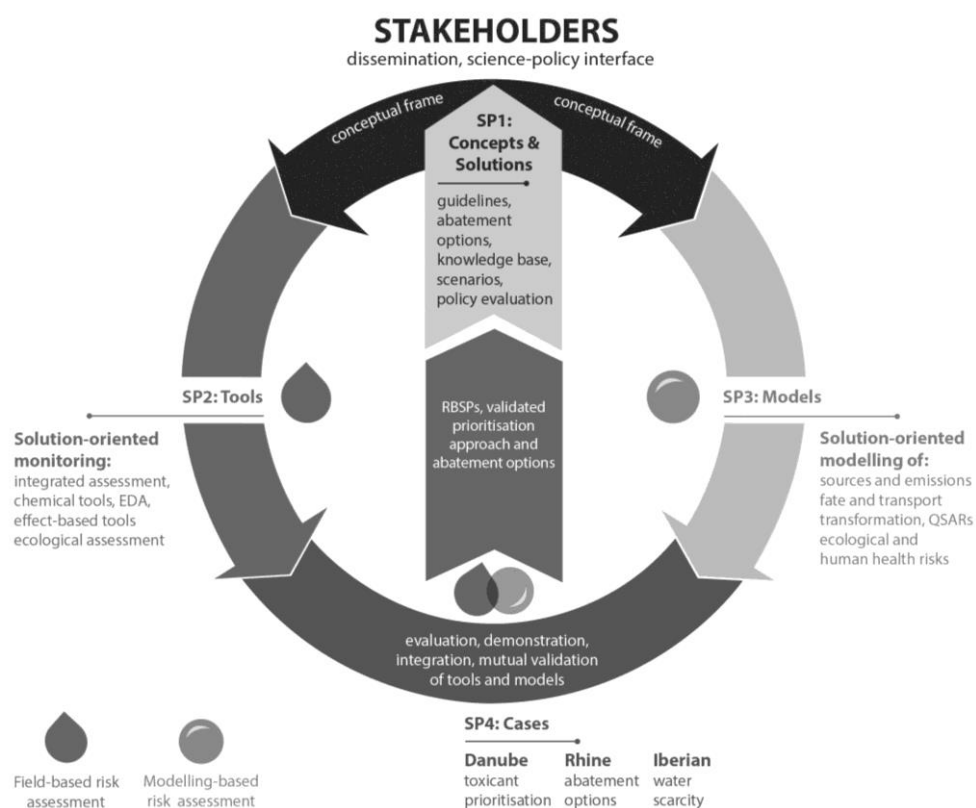 STAKEHOLDERS
dissemination, science-policy interface
conceptual frame
conceptual frame
SP1:
Concepts &
Solutions
guidelines,
abatement
options,
knowledge base,
scenarios,
policy evaluation
SP2: Tools
Solution-oriented
monitoring:
integrated assessment,
chemical tools, EDA,
effect-based tools
ecological assessment
RBSPs, validated
prioritisation
approach and
abatement options
SP3: Models
Solution-oriented
modelling of:
sources and emissions
fate and transport
transformation, QSARs
ecological and
human health risks
evaluation, demonstration,
integration, mutual validation
of tools and models
SP4: Cases
Danube
toxicant
prioritisation
Rhine
abatement
options
Iberian
water
scarcity
Field-based risk
assessment
Modelling-based
risk assessment